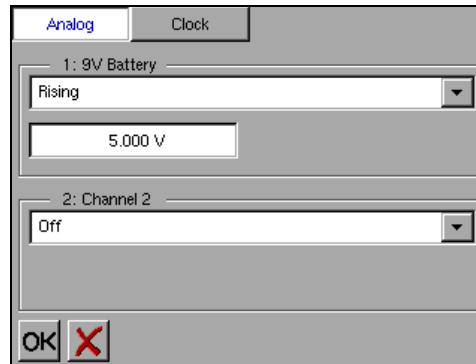 Analog Clock
1: 9V Battery
Rising
5.000 V
2: Channel 2
Off
OK